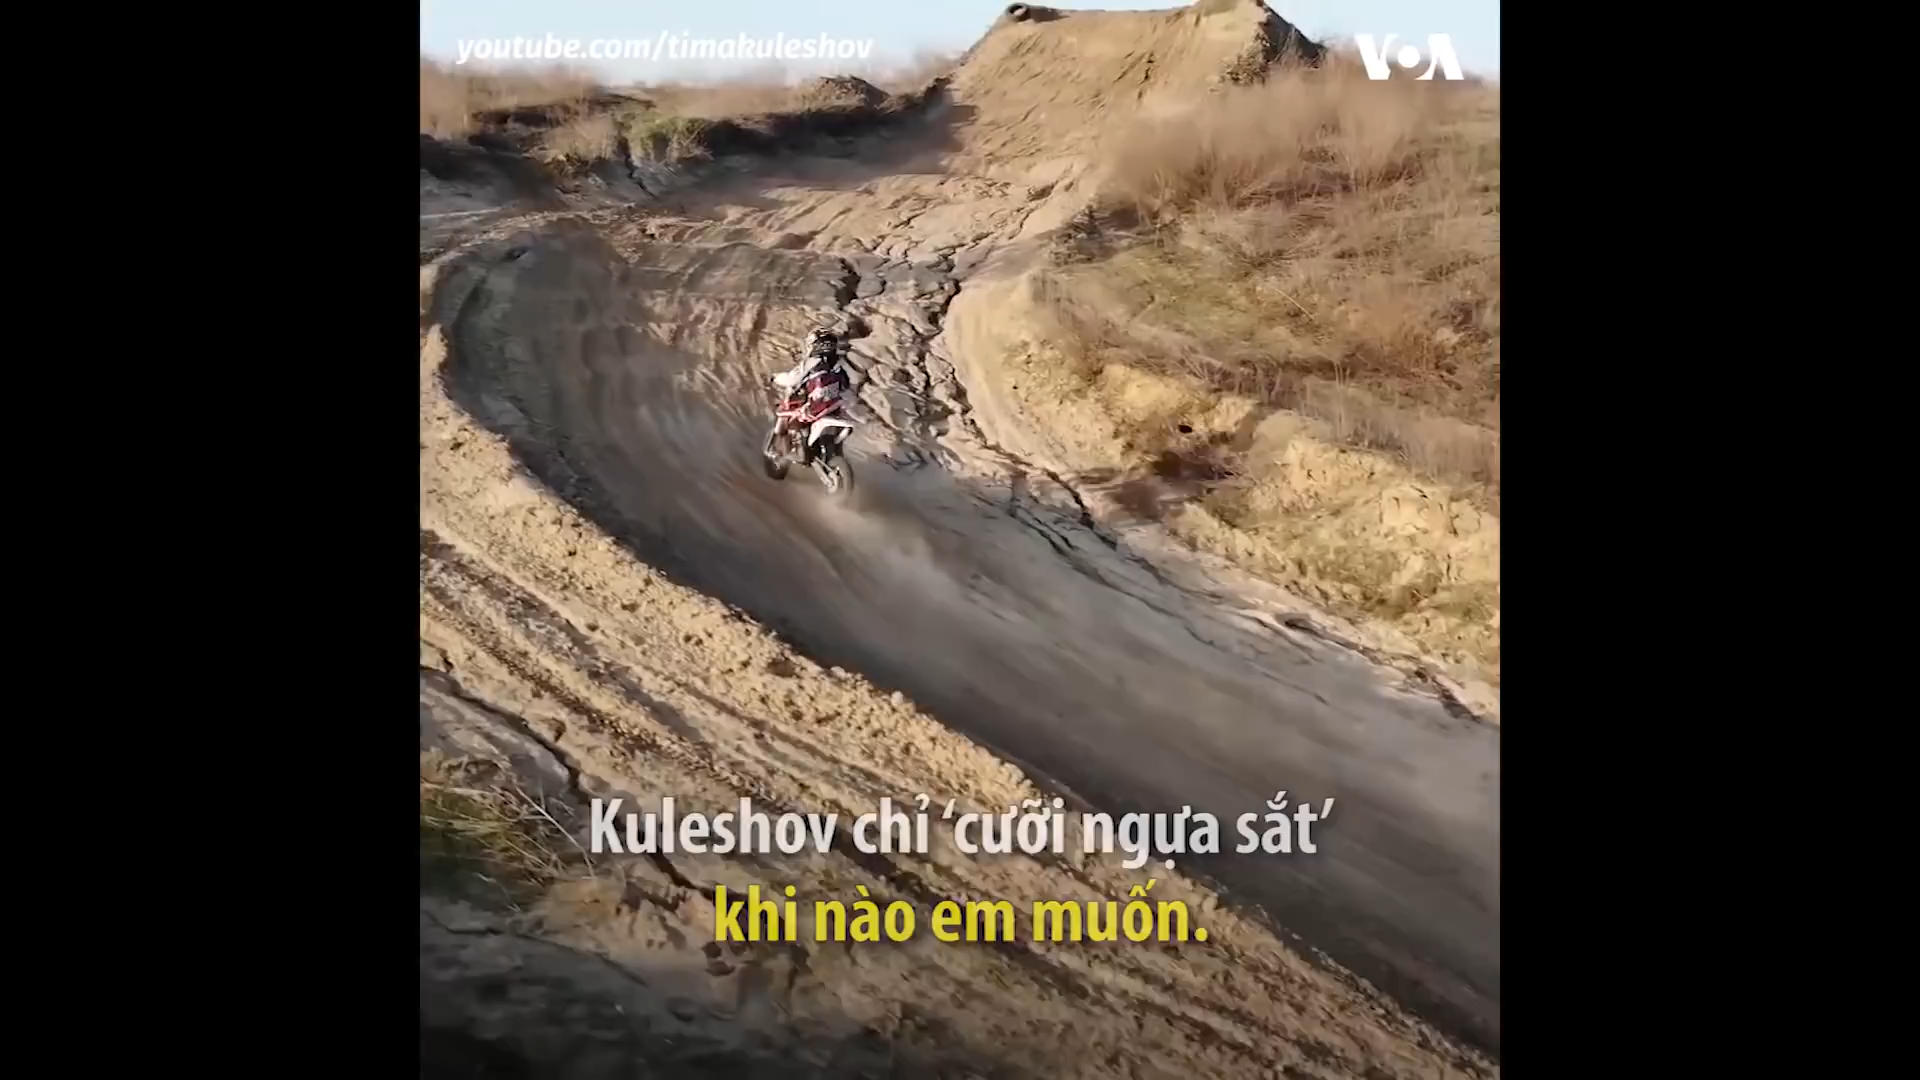 youtube.com/timakuleshov
VOA
Kuleshov chỉ ‘cưỡi ngựa sắt’
khi nào em muốn.